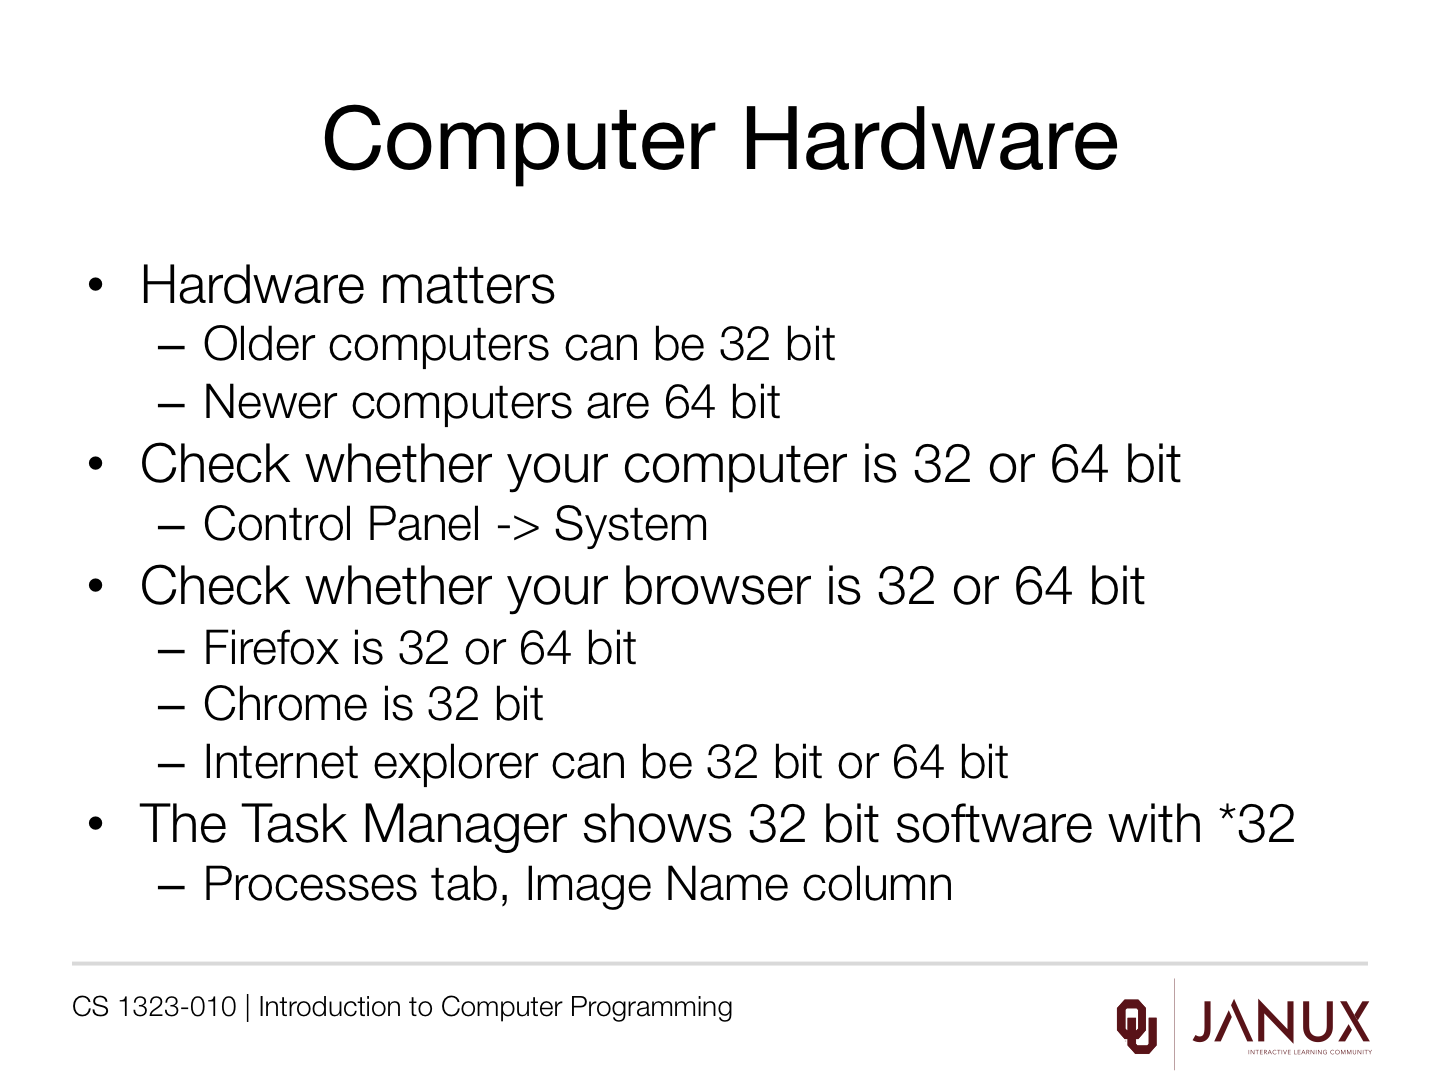 Computer Hardware
• Hardware matters
– Older computers can be 32 bit
– Newer computers are 64 bit
• Check whether your computer is 32 or 64 bit
– Control Panel -> System
• Check whether your browser is 32 or 64 bit
– Firefox is 32 or 64 bit
– Chrome is 32 bit
– Internet explorer can be 32 bit or 64 bit
• The Task Manager shows 32 bit software with *32
– Processes tab, Image Name column
CS 1323-010 | Introduction to Computer Programming
OU JANUX
INTERACTIVE LEARNING COMMUNITY